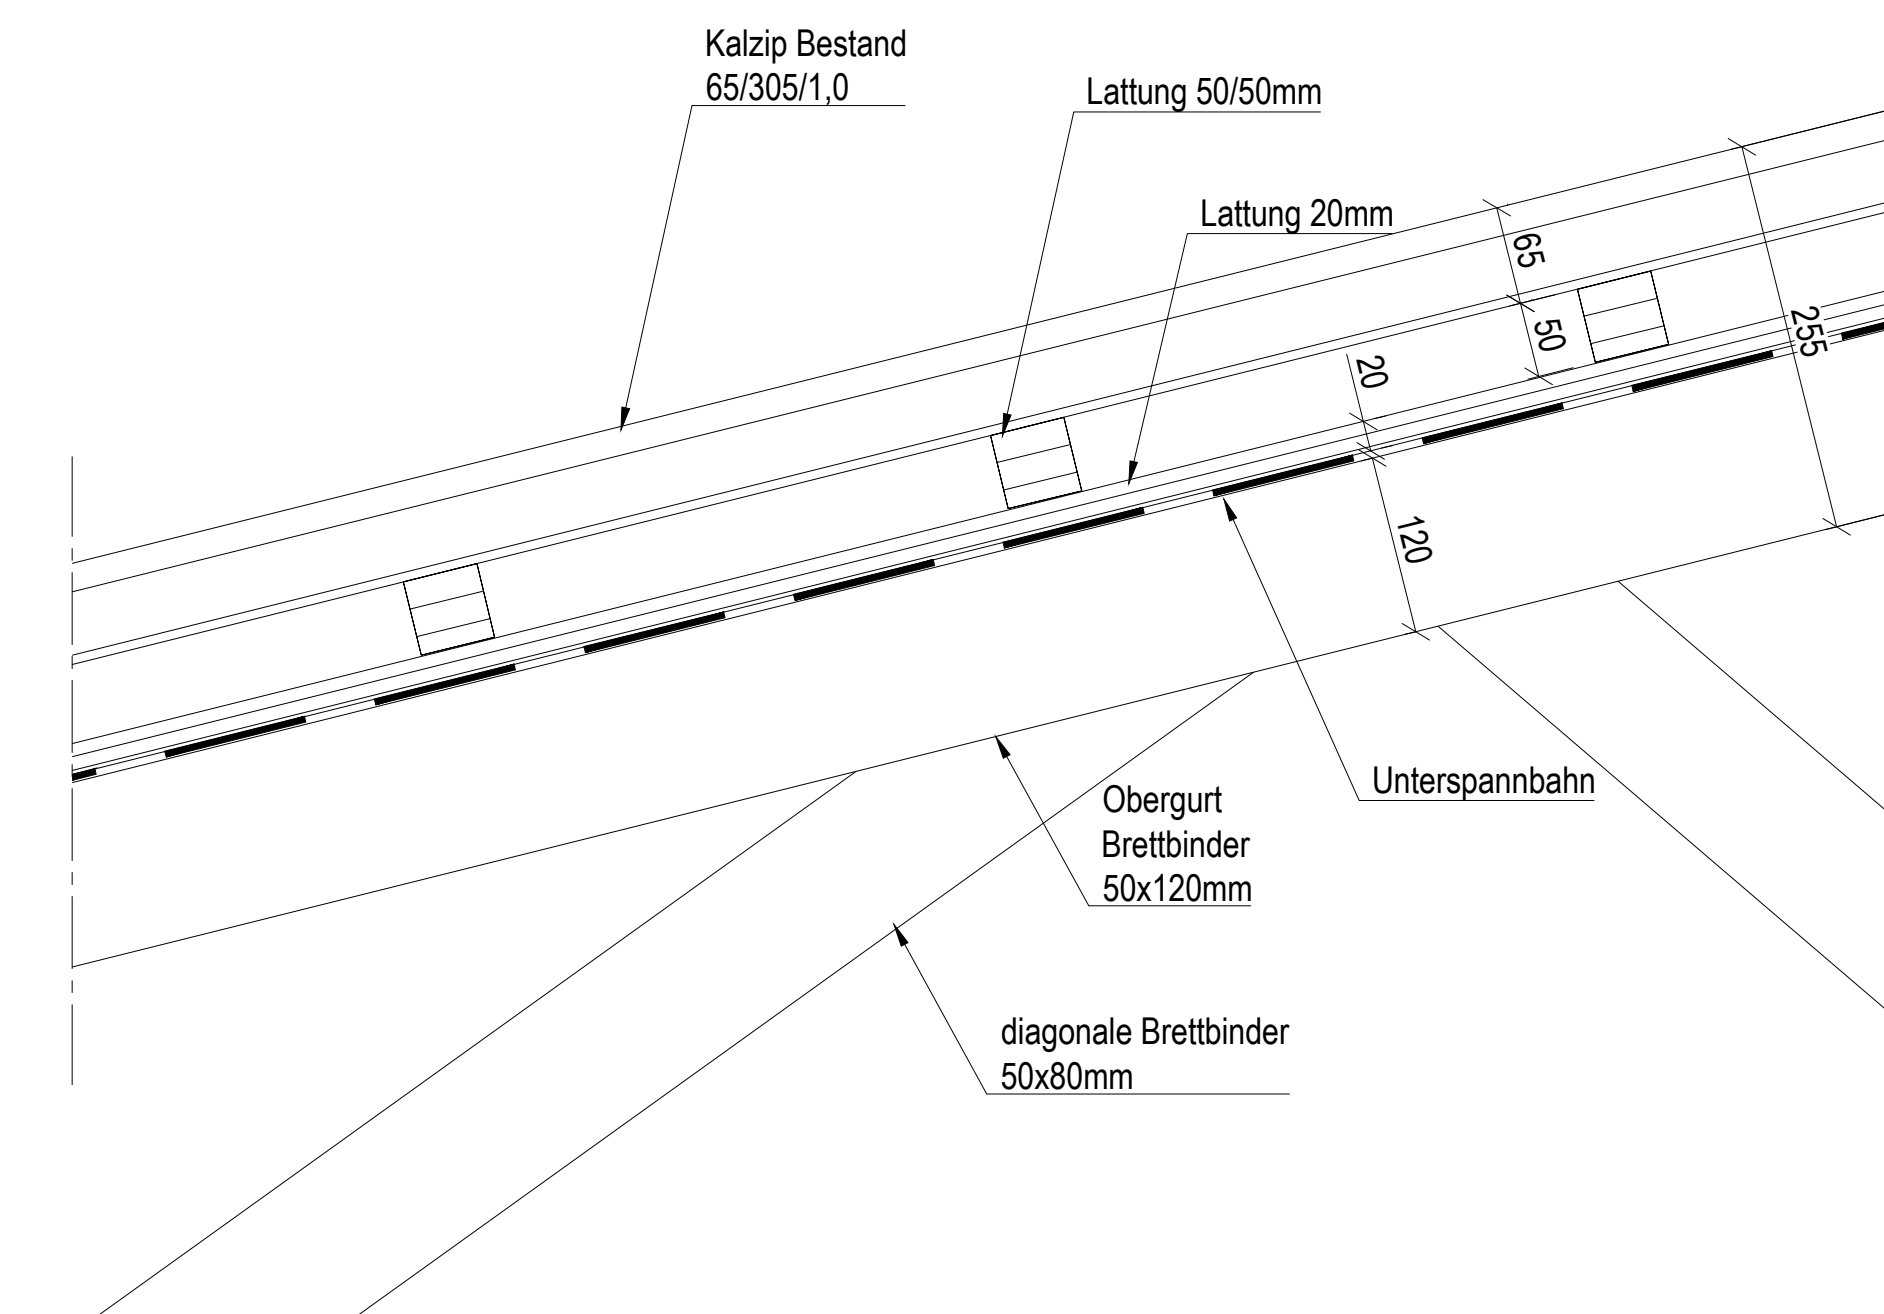 Kalzip Bestand
65/305/1,0
Lattung 50/50mm
Lattung 20mm
65
50
20
255
120
Unterspannbahn
Obergurt
Brettbinder
50x120mm
diagonale Brettbinder
50x80mm